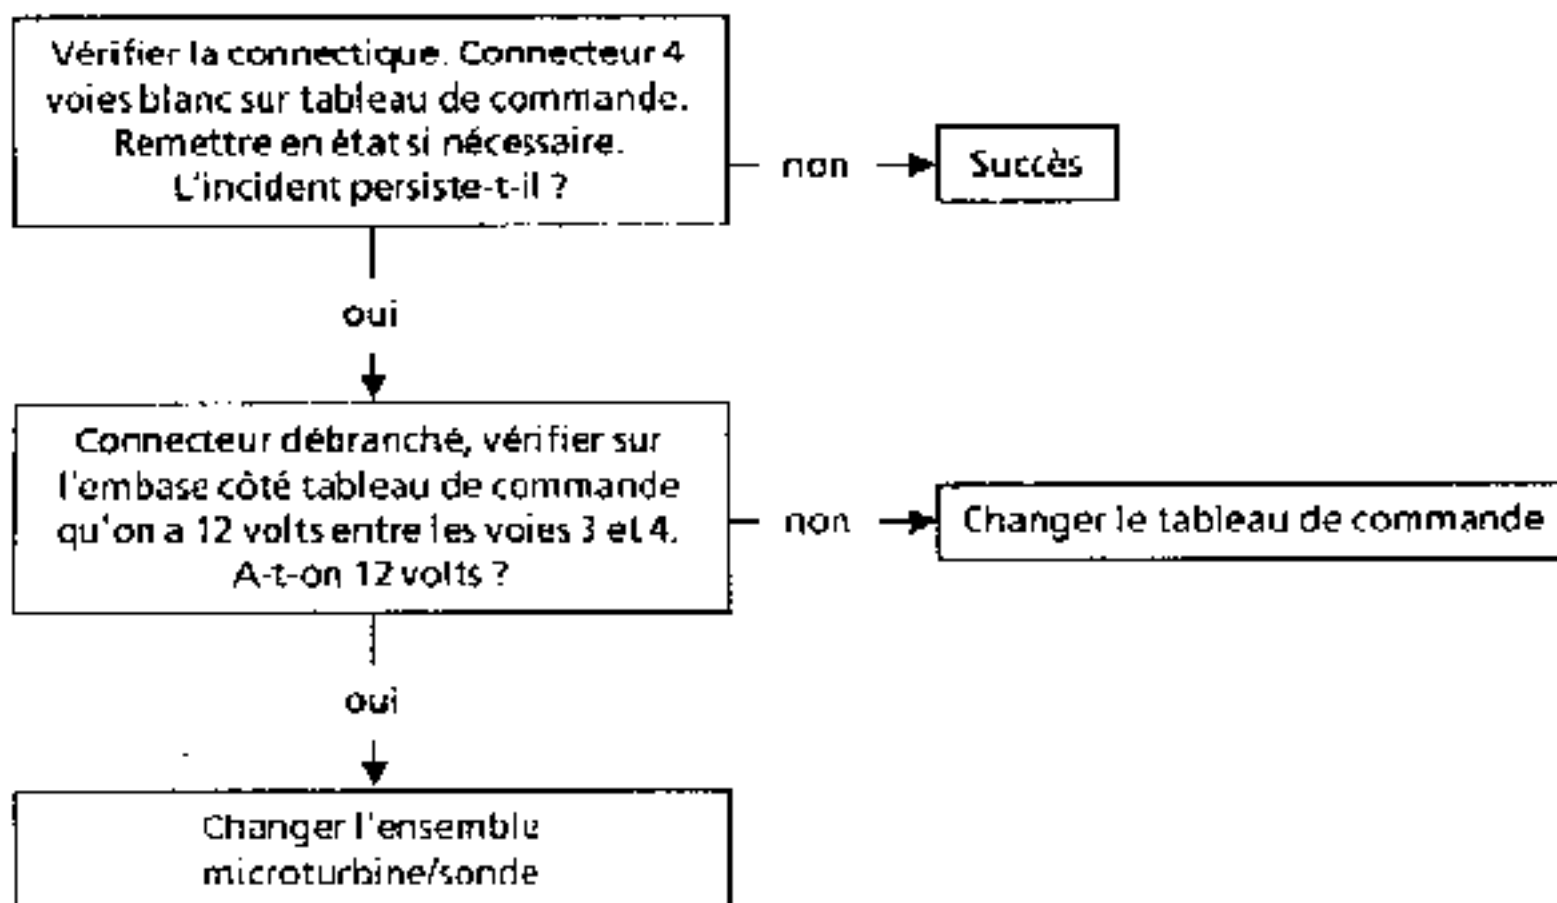 Vérifier la connectique. Connecteur 4
voies blanc sur tableau de commande.
Remettre en état si nécessaire.
L'incident persiste-t-il ?
non
Succès
oui
Connecteur débranché, vérifier sur
l'embase côté tableau de commande
qu'on a 12 volts entre les voies 3 et 4.
A-t-on 12 volts ?
non
Changer le tableau de commande
oui
Changer l'ensemble
microturbine/sonde